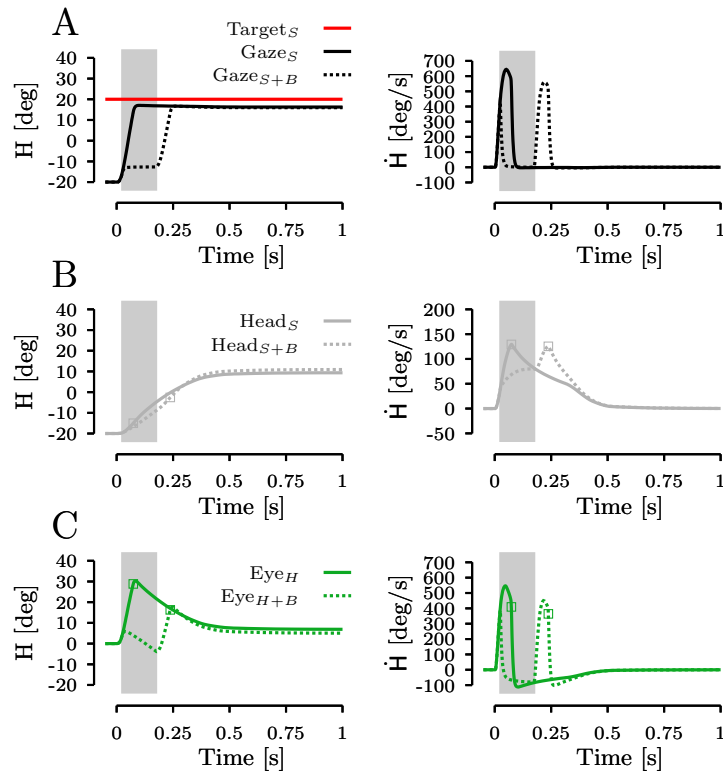 A
Target_S
Gaze_S
Gaze_{S+B}
H [deg]
40
30
20
10
0
-10
-20
0 0.25 0.5 0.75 1
Time [s]
Ḣ [deg/s]
700
600
500
400
300
200
100
0
-100
0 0.25 0.5 0.75 1
Time [s]
B
Head_S
Head_{S+B}
H [deg]
40
30
20
10
0
-10
-20
0 0.25 0.5 0.75 1
Time [s]
Ḣ [deg/s]
200
150
100
50
0
-50
0 0.25 0.5 0.75 1
Time [s]
C
Eye_H
Eye_{H+B}
H [deg]
40
30
20
10
0
-10
-20
0 0.25 0.5 0.75 1
Time [s]
Ḣ [deg/s]
700
600
500
400
300
200
100
0
-100
0 0.25 0.5 0.75 1
Time [s]